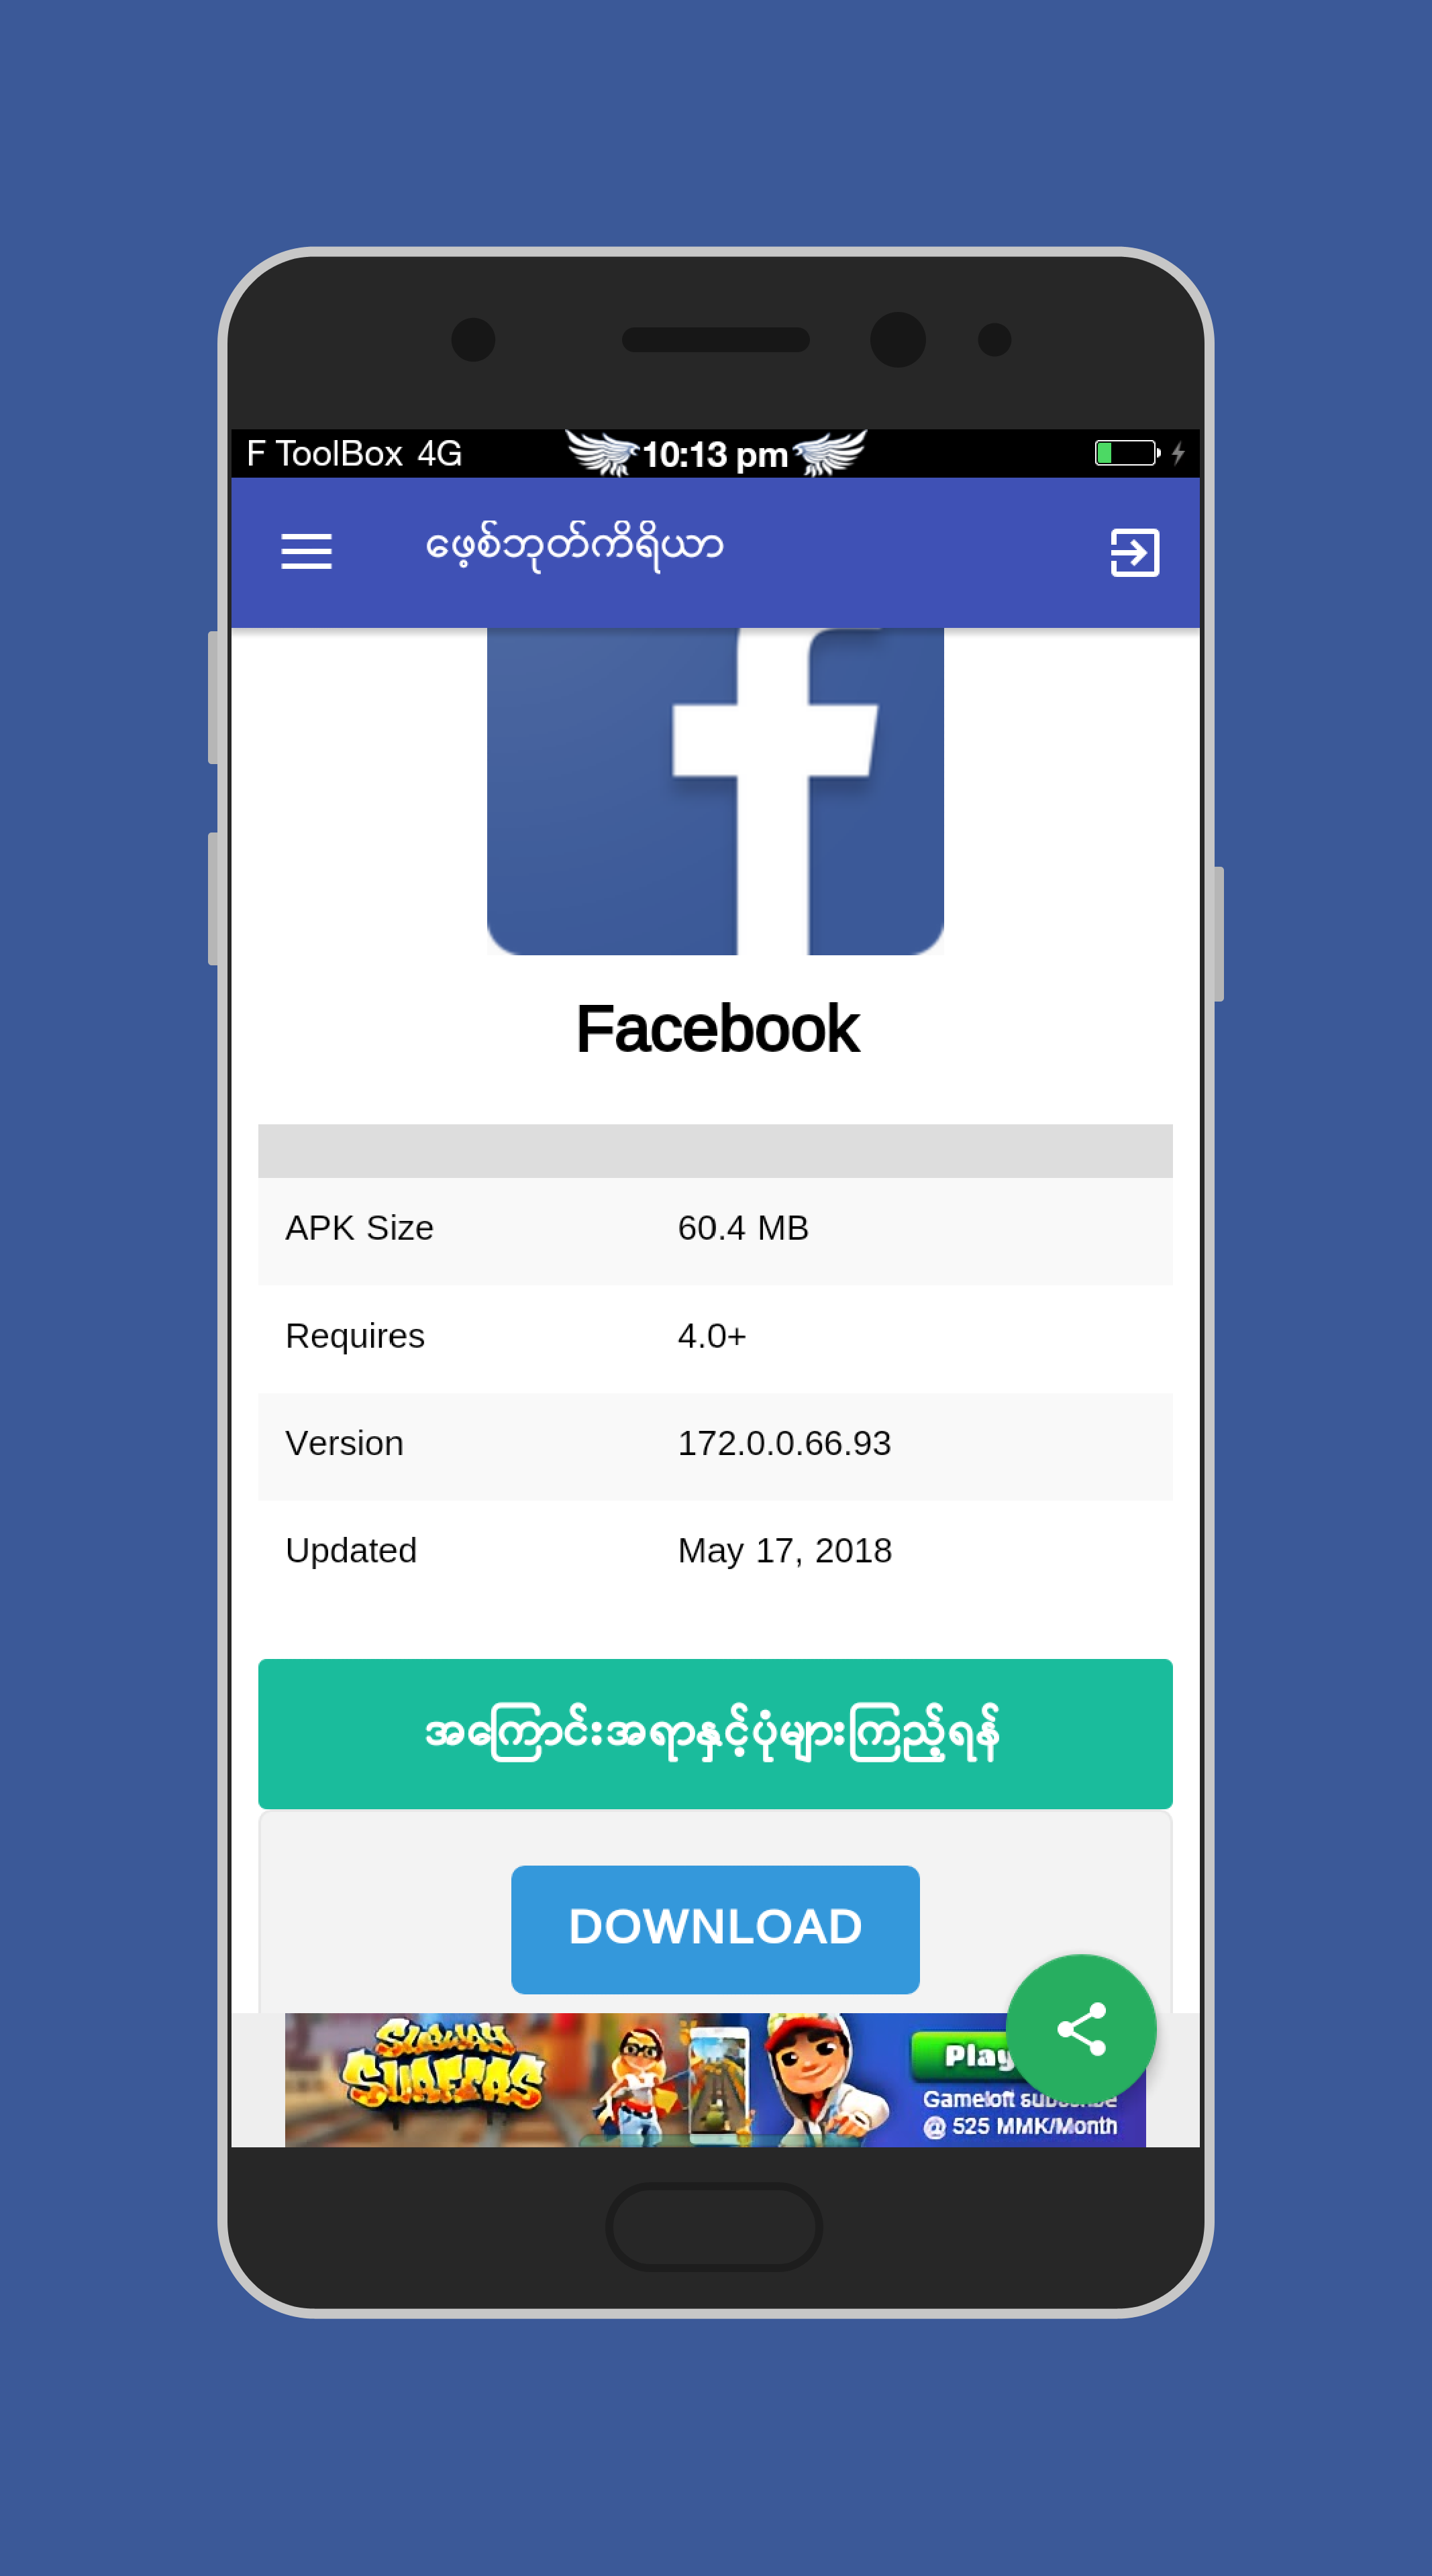 F ToolBox 4G 10:13 pm
ဖေ့စ်ဘုတ်ကိရိယာ
Facebook
APK Size 60.4 MB
Requires 4.0+
Version 172.0.0.66.93
Updated May 17, 2018
အကြောင်းအရာနှင့်ပုံများကြည့်ရန်
DOWNLOAD
SUBWAY
SURFERS
Play
Gameloft subscribe
@ 525 MMK/Month